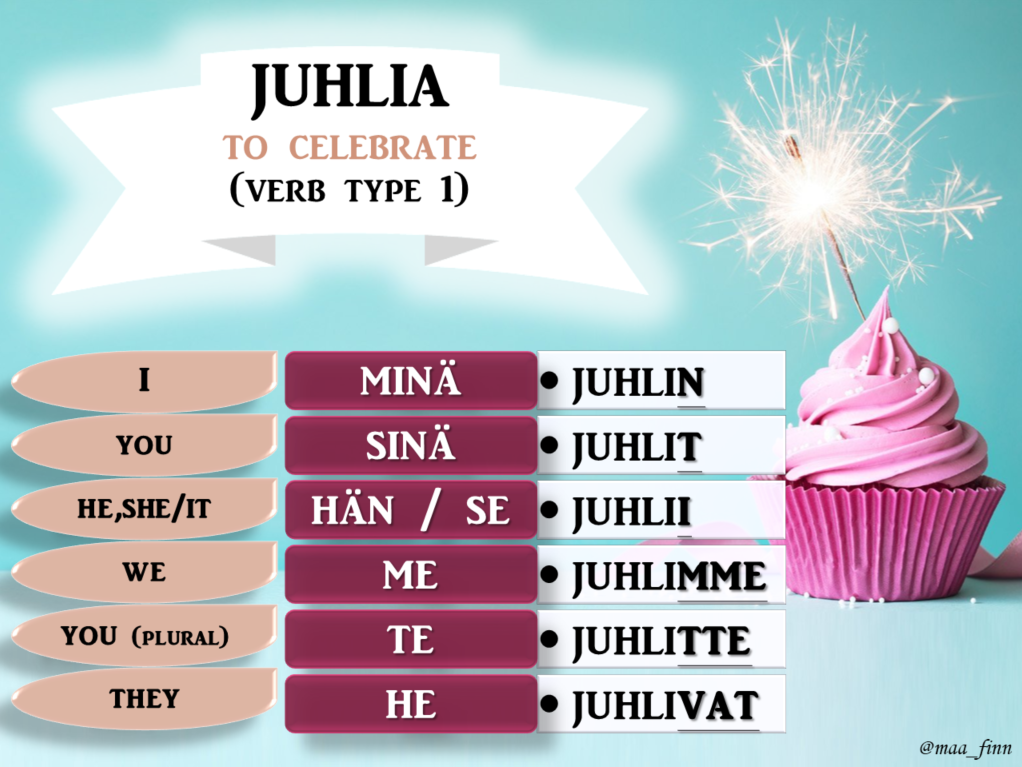 JUHLIA
TO CELEBRATE
(VERB TYPE 1)
I MINÄ • JUHLIN
YOU SINÄ • JUHLIT
HE,SHE/IT HÄN / SE • JUHLII
WE ME • JUHLIMME
YOU (PLURAL) TE • JUHLITTE
THEY HE • JUHLIVAT
@maa_finn